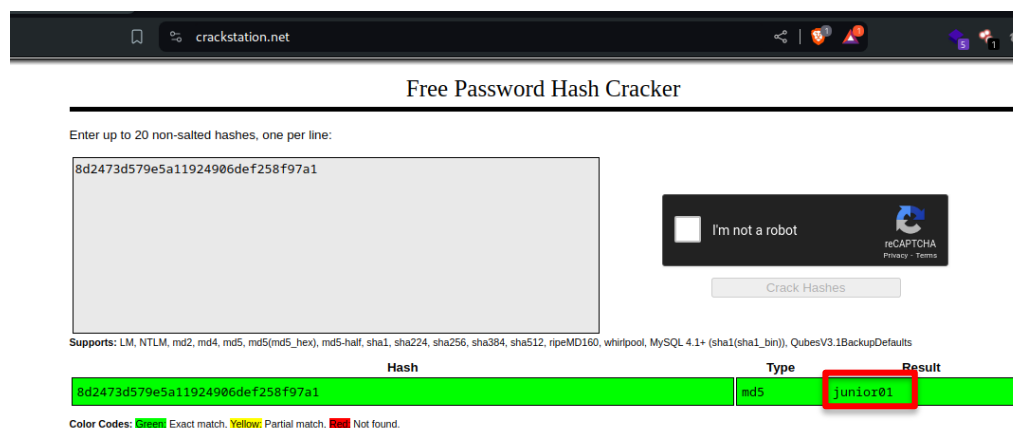 crackstation.net
1
5
1
Free Password Hash Cracker
Enter up to 20 non-salted hashes, one per line:
8d2473d579e5a11924906def258f97a1
I'm not a robot
reCAPTCHA
Privacy - Terms
Crack Hashes
Supports: LM, NTLM, md2, md4, md5, md5(md5_hex), md5-half, sha1, sha224, sha256, sha384, sha512, ripeMD160, whirlpool, MySQL 4.1+ (sha1(sha1_bin)), QubesV3.1BackupDefaults
Hash Type Result
8d2473d579e5a11924906def258f97a1 md5 junior01
Color Codes: Green: Exact match, Yellow: Partial match, Red: Not found.